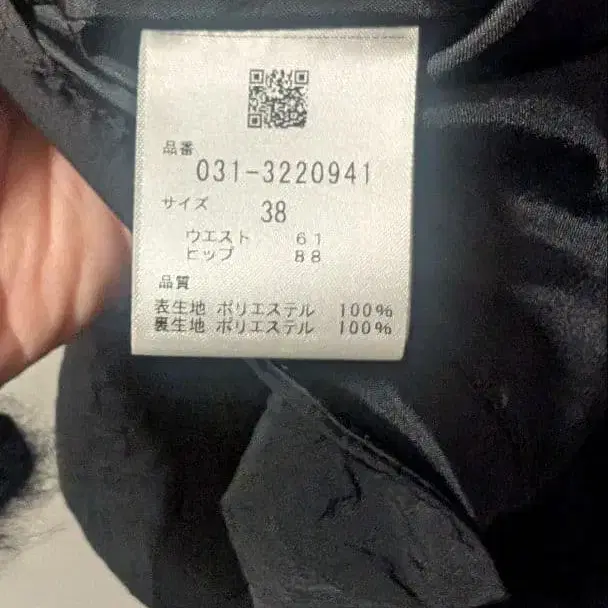 品番
031-3220941
サイズ 38
ウエスト 61
ヒップ 88
品質
表生地 ポリエステル 100%
裏生地 ポリエステル 100%